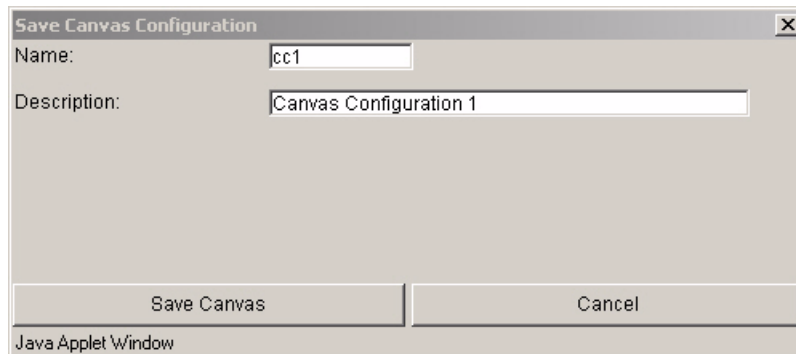 Save Canvas Configuration
Name: cc1
Description: Canvas Configuration 1
Save Canvas Cancel
Java Applet Window